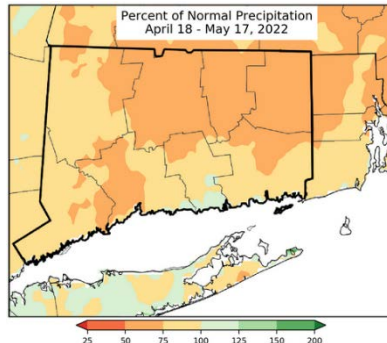 Percent of Normal Precipitation
April 18 - May 17, 2022
25 50 75 100 125 150 200